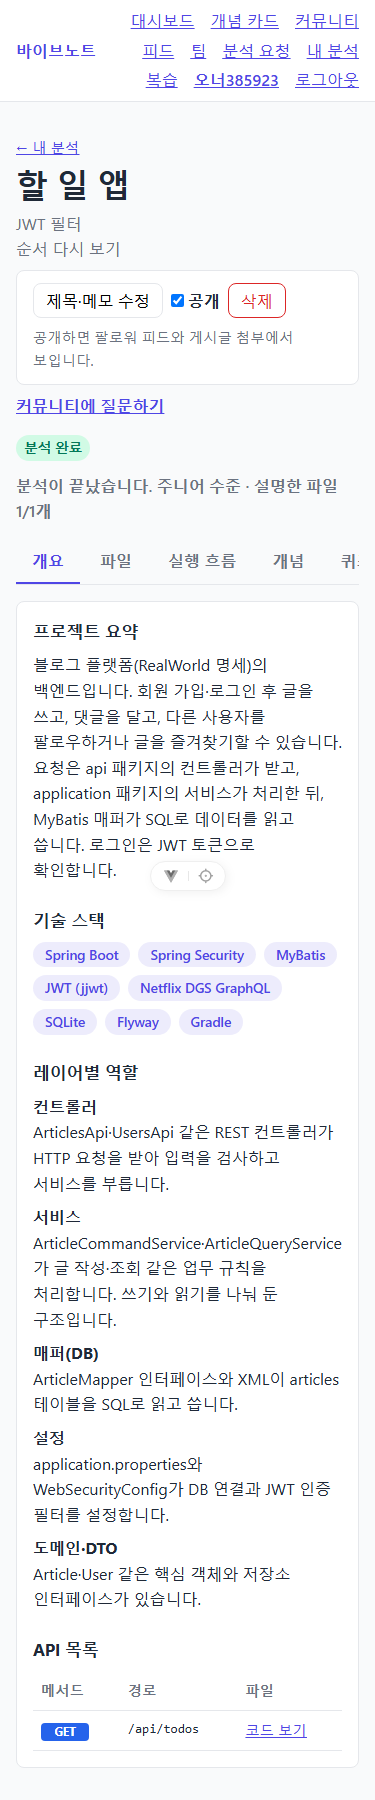 바이브노트
대시보드 개념 카드 커뮤니티
피드 팀 분석 요청 내 분석
복습 오너385923 로그아웃
← 내 분석
할 일 앱
JWT 필터
순서 다시 보기
제목·메모 수정 공개 삭제
공개하면 팔로워 피드와 게시글 첨부에서
보입니다.
커뮤니티에 질문하기
분석 완료
분석이 끝났습니다. 주니어 수준 · 설명한 파일
1/1개
개요 파일 실행 흐름 개념
프로젝트 요약
블로그 플랫폼(RealWorld 명세)의
백엔드입니다. 회원 가입·로그인 후 글을
쓰고, 댓글을 달고, 다른 사용자를
팔로우하거나 글을 즐겨찾기할 수 있습니다.
요청은 api 패키지의 컨트롤러가 받고,
application 패키지의 서비스가 처리한 뒤,
MyBatis 매퍼가 SQL로 데이터를 읽고
씁니다. 로그인은 JWT 토큰으로
확인합니다.
기술 스택
Spring Boot Spring Security MyBatis
JWT (jjwt) Netflix DGS GraphQL
SQLite Flyway Gradle
레이어별 역할
컨트롤러
ArticlesApi·UsersApi 같은 REST 컨트롤러가
HTTP 요청을 받아 입력을 검사하고
서비스를 부릅니다.
서비스
ArticleCommandService·ArticleQueryService
가 글 작성·조회 같은 업무 규칙을
처리합니다. 쓰기와 읽기를 나눠 둔
구조입니다.
매퍼(DB)
ArticleMapper 인터페이스와 XML이 articles
테이블을 SQL로 읽고 씁니다.
설정
application.properties와
WebSecurityConfig가 DB 연결과 JWT 인증
필터를 설정합니다.
도메인·DTO
Article·User 같은 핵심 객체와 저장소
인터페이스가 있습니다.
API 목록
메서드 경로 파일
GET /api/todos 코드 보기